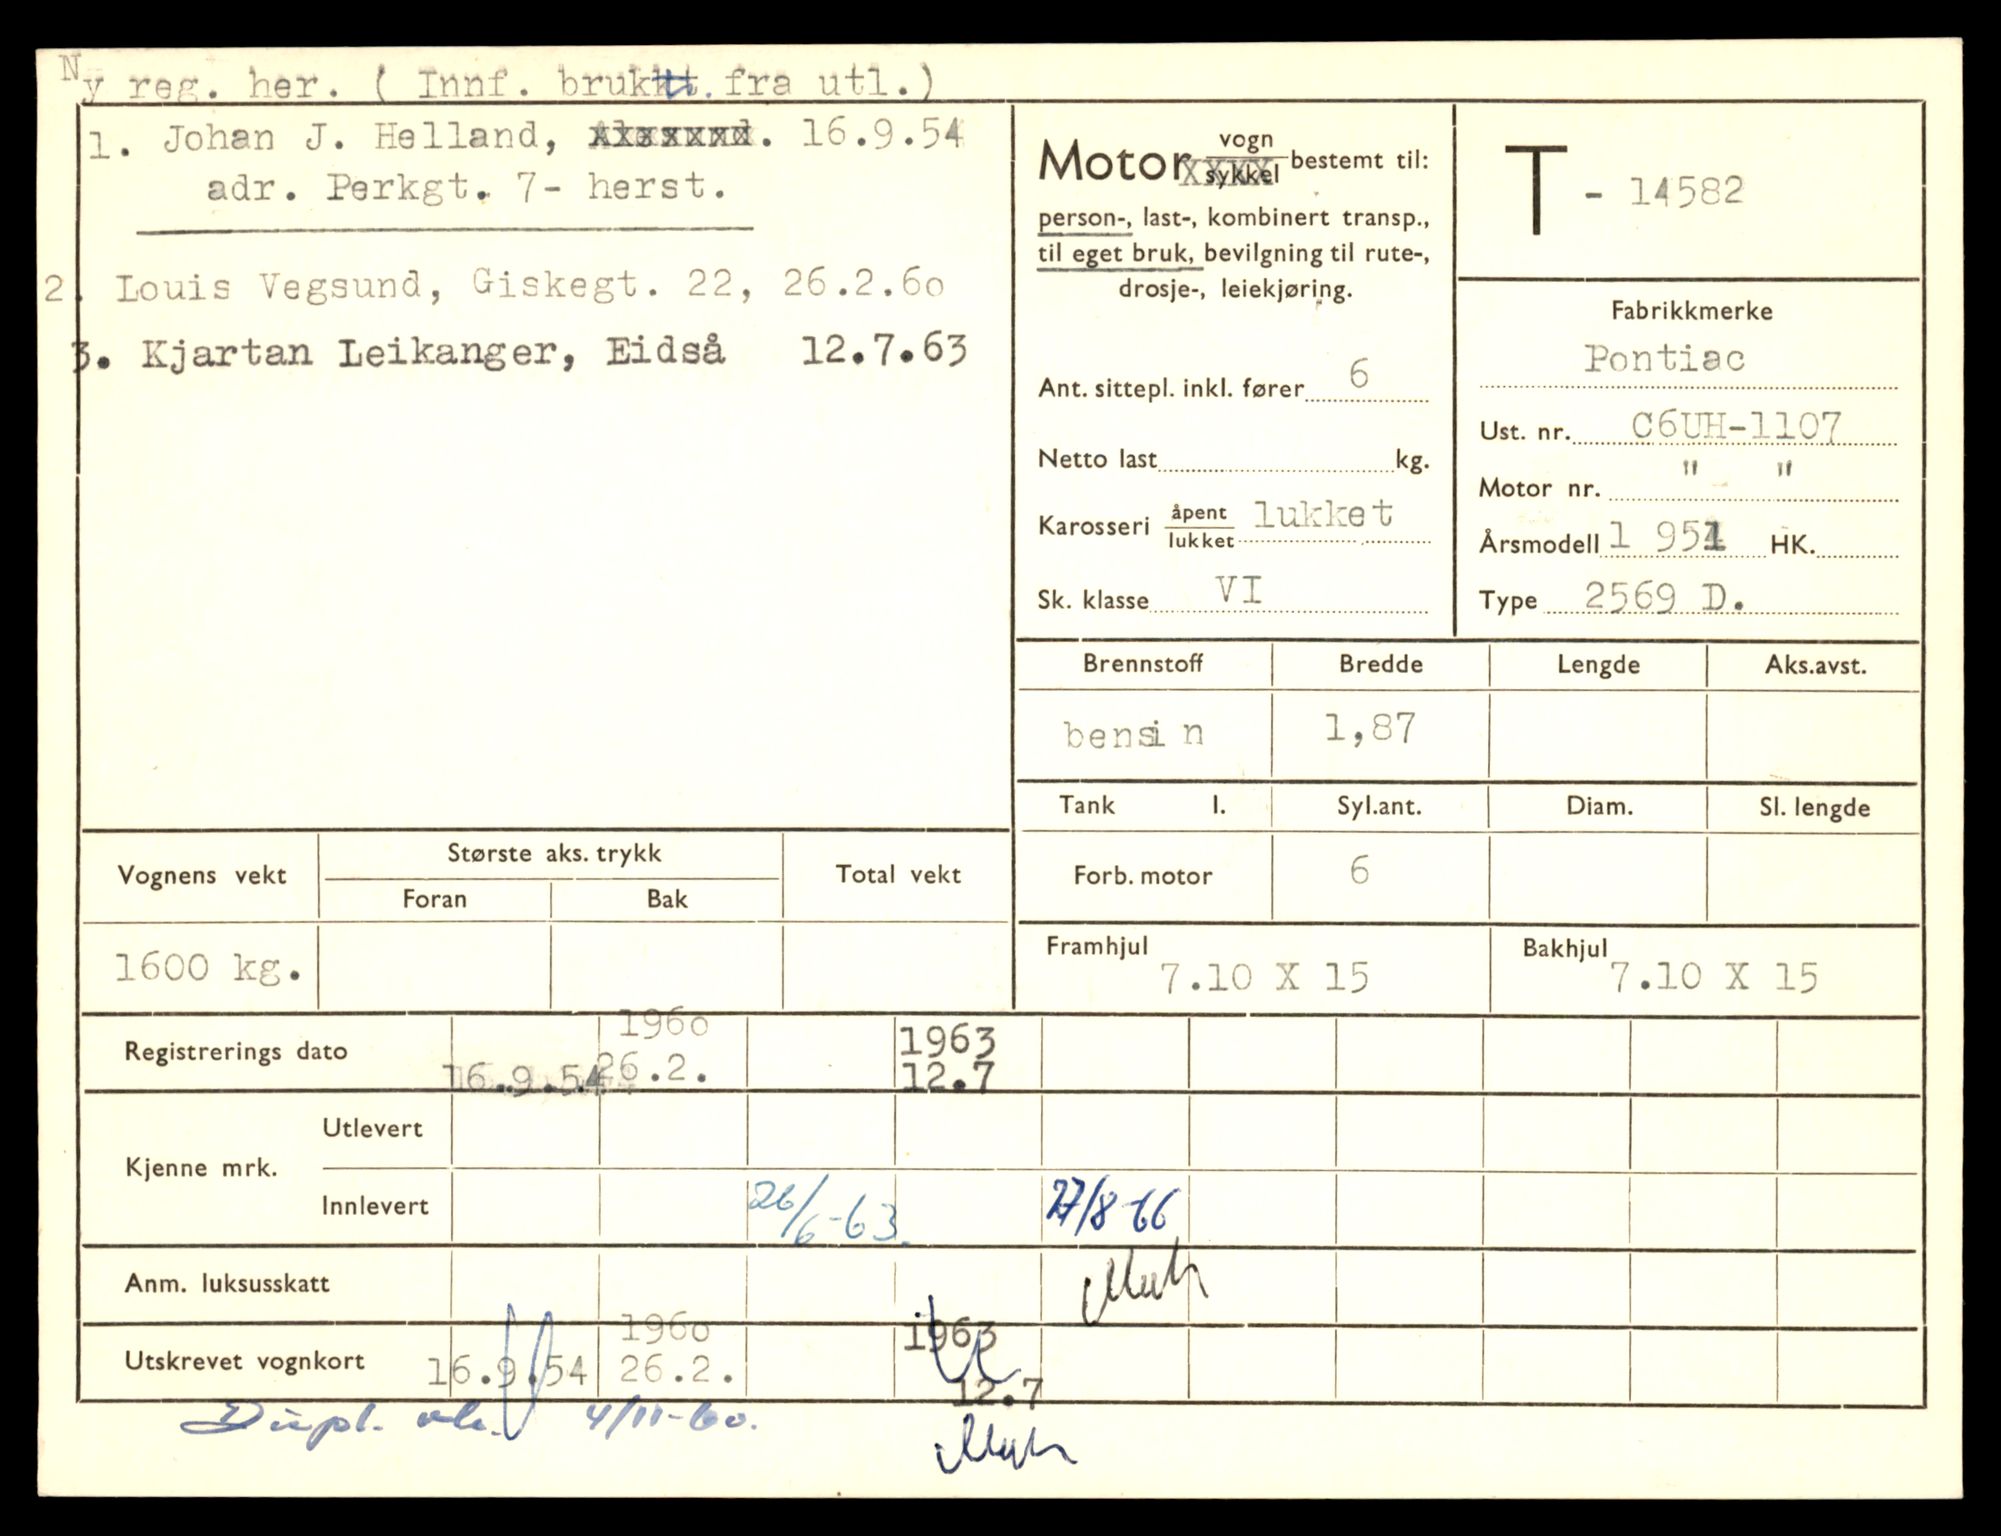 Ny reg. her. ( Innf. brukt fra utl.)
1. Johan J. Helland, 16.9.54
adr. Perkgt. 7- herst.
2. Louis Vegsund, Giskegt. 22, 26.2.60
3. Kjartan Leikanger, Eidså 12.7.63
Motor vogn sykkel bestemt til:
person-, last-, kombinert transp.,
til eget bruk, bevilgning til rute-,
drosje-, leiekjøring.
Ant. sittepl. inkl. fører 6
Netto last kg.
Karosseri åpent lukket lukket
Sk. klasse VI
T - 14582
Fabrikkmerke
Pontiac
Ust. nr. C6UH-1107
Motor nr. " "
Årsmodell 1 951 HK.
Type 2569 D.
Brennstoff Bredde Lengde Aks.avst.
bensin 1,87
Tank l. Syl.ant. Diam. Sl. lengde
Forb. motor 6
Framhjul 7.10 X 15 Bakhjul 7.10 X 15
Vognens vekt Største aks. trykk Total vekt
Foran Bak
1600 kg.
1960 1963
Registrerings dato 16.9.54 26.2. 12.7
Kjenne mrk. Utlevert
Innlevert 26/6-63. 27/8-66
Anm. luksusskatt
1960 1963
Utskrevet vognkort 16.9.54 26.2. 12.7
Dupl. vk. 4/11-60.